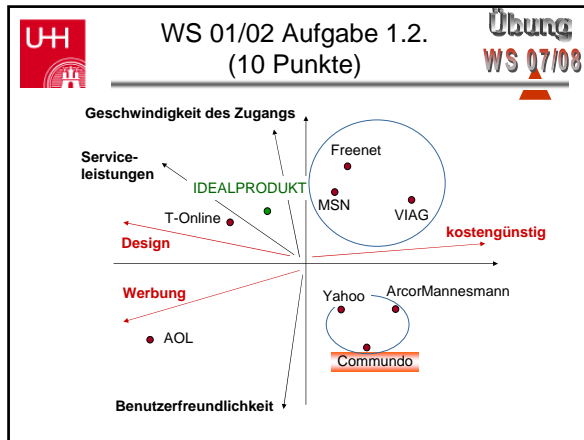 UHH
WS 01/02 Aufgabe 1.2.
(10 Punkte)
Übung
WS 07/08
Geschwindigkeit des Zugangs
Service-
leistungen
IDEALPRODUKT
Freenet
MSN
VIAG
T-Online
Design
kostengünstig
Werbung
Yahoo
ArcorMannesmann
AOL
Commundo
Benutzerfreundlichkeit